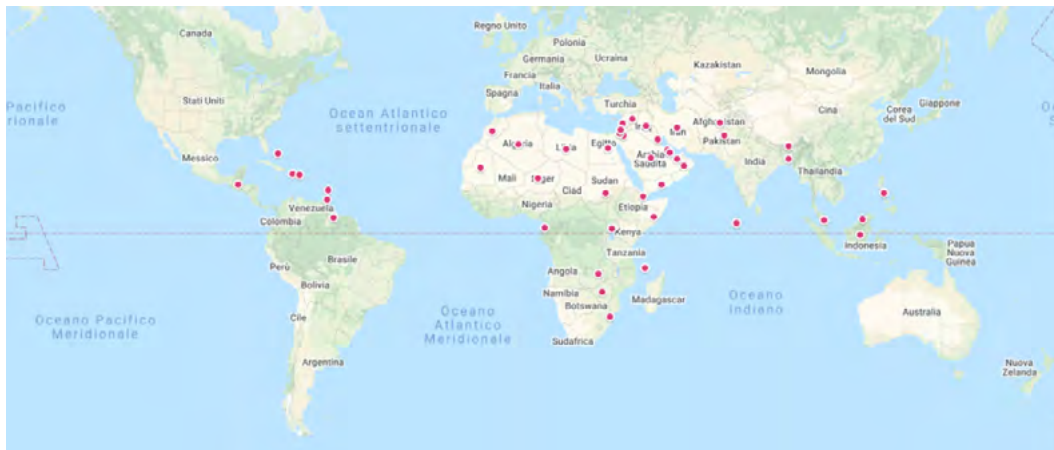 Canada
Stati Uniti
Messico
Pacifico
rionale
Ocean Atlantico
settentrionale
Venezuela
Colombia
Perù
Brasile
Bolivia
Cile
Argentina
Oceano Pacifico
Meridionale
Oceano
Atlantico
Meridionale
Regno Unito
Polonia
Germania
Ucraina
Francia
Italia
Spagna
Turchia
Kazakistan
Mongolia
Cina
Corea
del Sud
Giappone
Afghanistan
Pakistan
Iran
India
Thailandia
Arabia
Saudita
Egitto
Algeria
Mali
Niger
Ciad
Sudan
Nigeria
Etiopia
Kenya
Tanzania
Angola
Namibia
Botswana
Madagascar
Sudafrica
Oceano
Indiano
Indonesia
Papua
Nuova
Guinea
Australia
Nuova
Zelanda